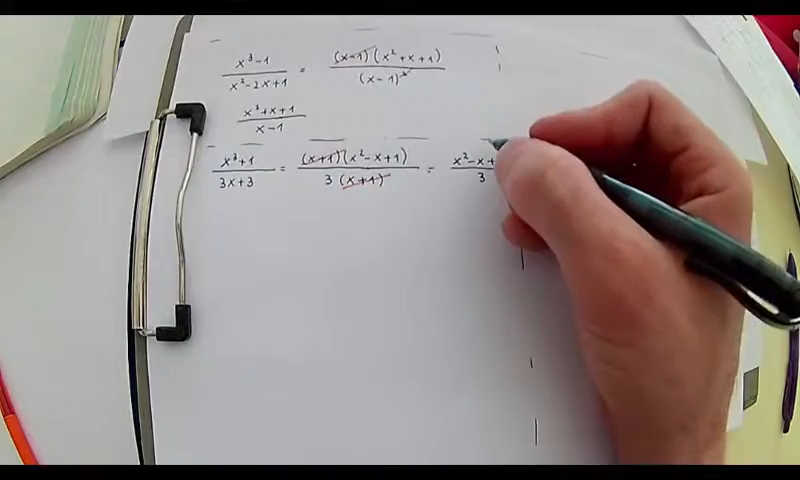 x³-1 / x²-2x+1 = (x-1)(x²+x+1) / (x-1)²
x²+x+1 / x-1
x³+1 / 3x+3 = (x+1)(x²-x+1) / 3(x+1) = x²-x+ / 3